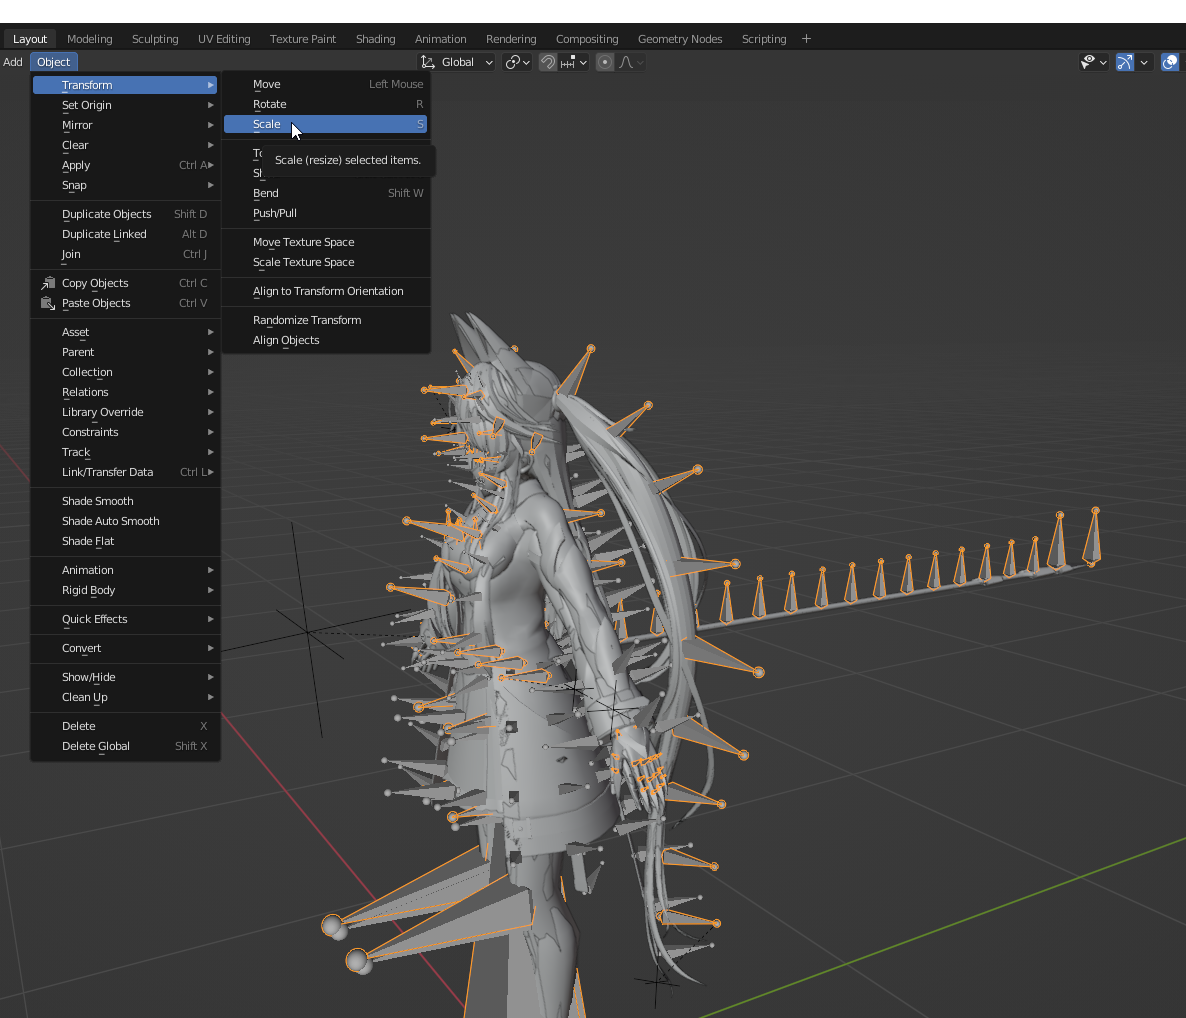 Layout Modeling Sculpting UV Editing Texture Paint Shading Animation Rendering Compositing Geometry Nodes Scripting +
Add Object Global
Transform
Set Origin
Mirror
Clear
Apply Ctrl A
Snap
Duplicate Objects Shift D
Duplicate Linked Alt D
Join Ctrl J
Copy Objects Ctrl C
Paste Objects Ctrl V
Asset
Parent
Collection
Relations
Library Override
Constraints
Track
Link/Transfer Data Ctrl L
Shade Smooth
Shade Auto Smooth
Shade Flat
Animation
Rigid Body
Quick Effects
Convert
Show/Hide
Clean Up
Delete X
Delete Global Shift X
Move Left Mouse
Rotate R
Scale S
Scale (resize) selected items.
Bend Shift W
Push/Pull
Move Texture Space
Scale Texture Space
Align to Transform Orientation
Randomize Transform
Align Objects